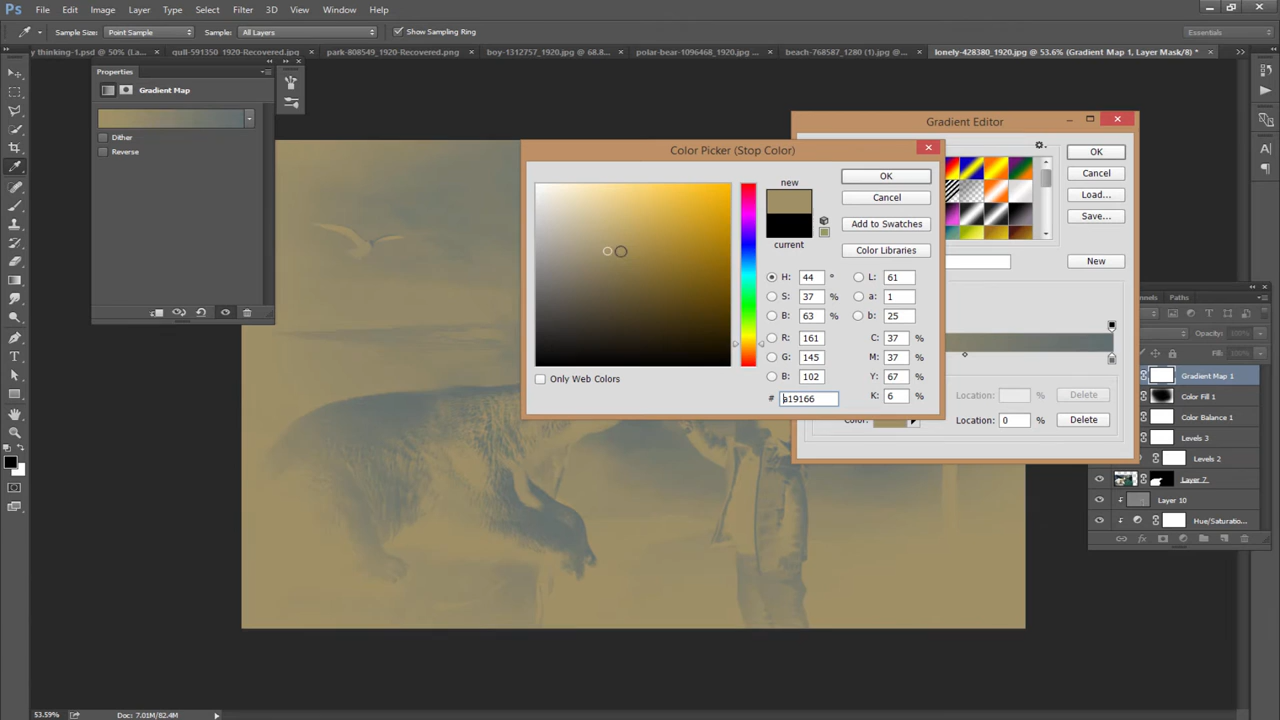 Ps File Edit Image Layer Type Select Filter 3D View Window Help
Sample Size: Point Sample Sample: All Layers Show Sampling Ring Essentials
y thinking-1.psd @ 50% (La... × gull-591350_1920-Recovered.jpg × park-808549_1920-Recovered.png × boy-1312757_1920 @ 68.8... × polar-bear-1096468_1920.jpg ... × beach-768587_1280 (1).jpg @ ... × lonely-428380_1920.jpg @ 53.6% (Gradient Map 1, Layer Mask/8) * ×
Properties
Gradient Map
Dither
Reverse
Gradient Editor
OK
Cancel
Load...
Save...
New
Location: %
Delete
Color:
Location: 0 %
Delete
Color Picker (Stop Color)
new
current
OK
Cancel
Add to Swatches
Color Libraries
H: 44 °
S: 37 %
B: 63 %
R: 161
G: 145
B: 102
# a19166
L: 61
a: 1
b: 25
C: 37 %
M: 37 %
Y: 67 %
K: 6 %
Only Web Colors
nnels Paths
Opacity:
Fill:
Gradient Map 1
Color Fill 1
Color Balance 1
Levels 3
Levels 2
Layer 7
Layer 10
Hue/Saturatio...
53.59% Doc: 7.01M/82.4M